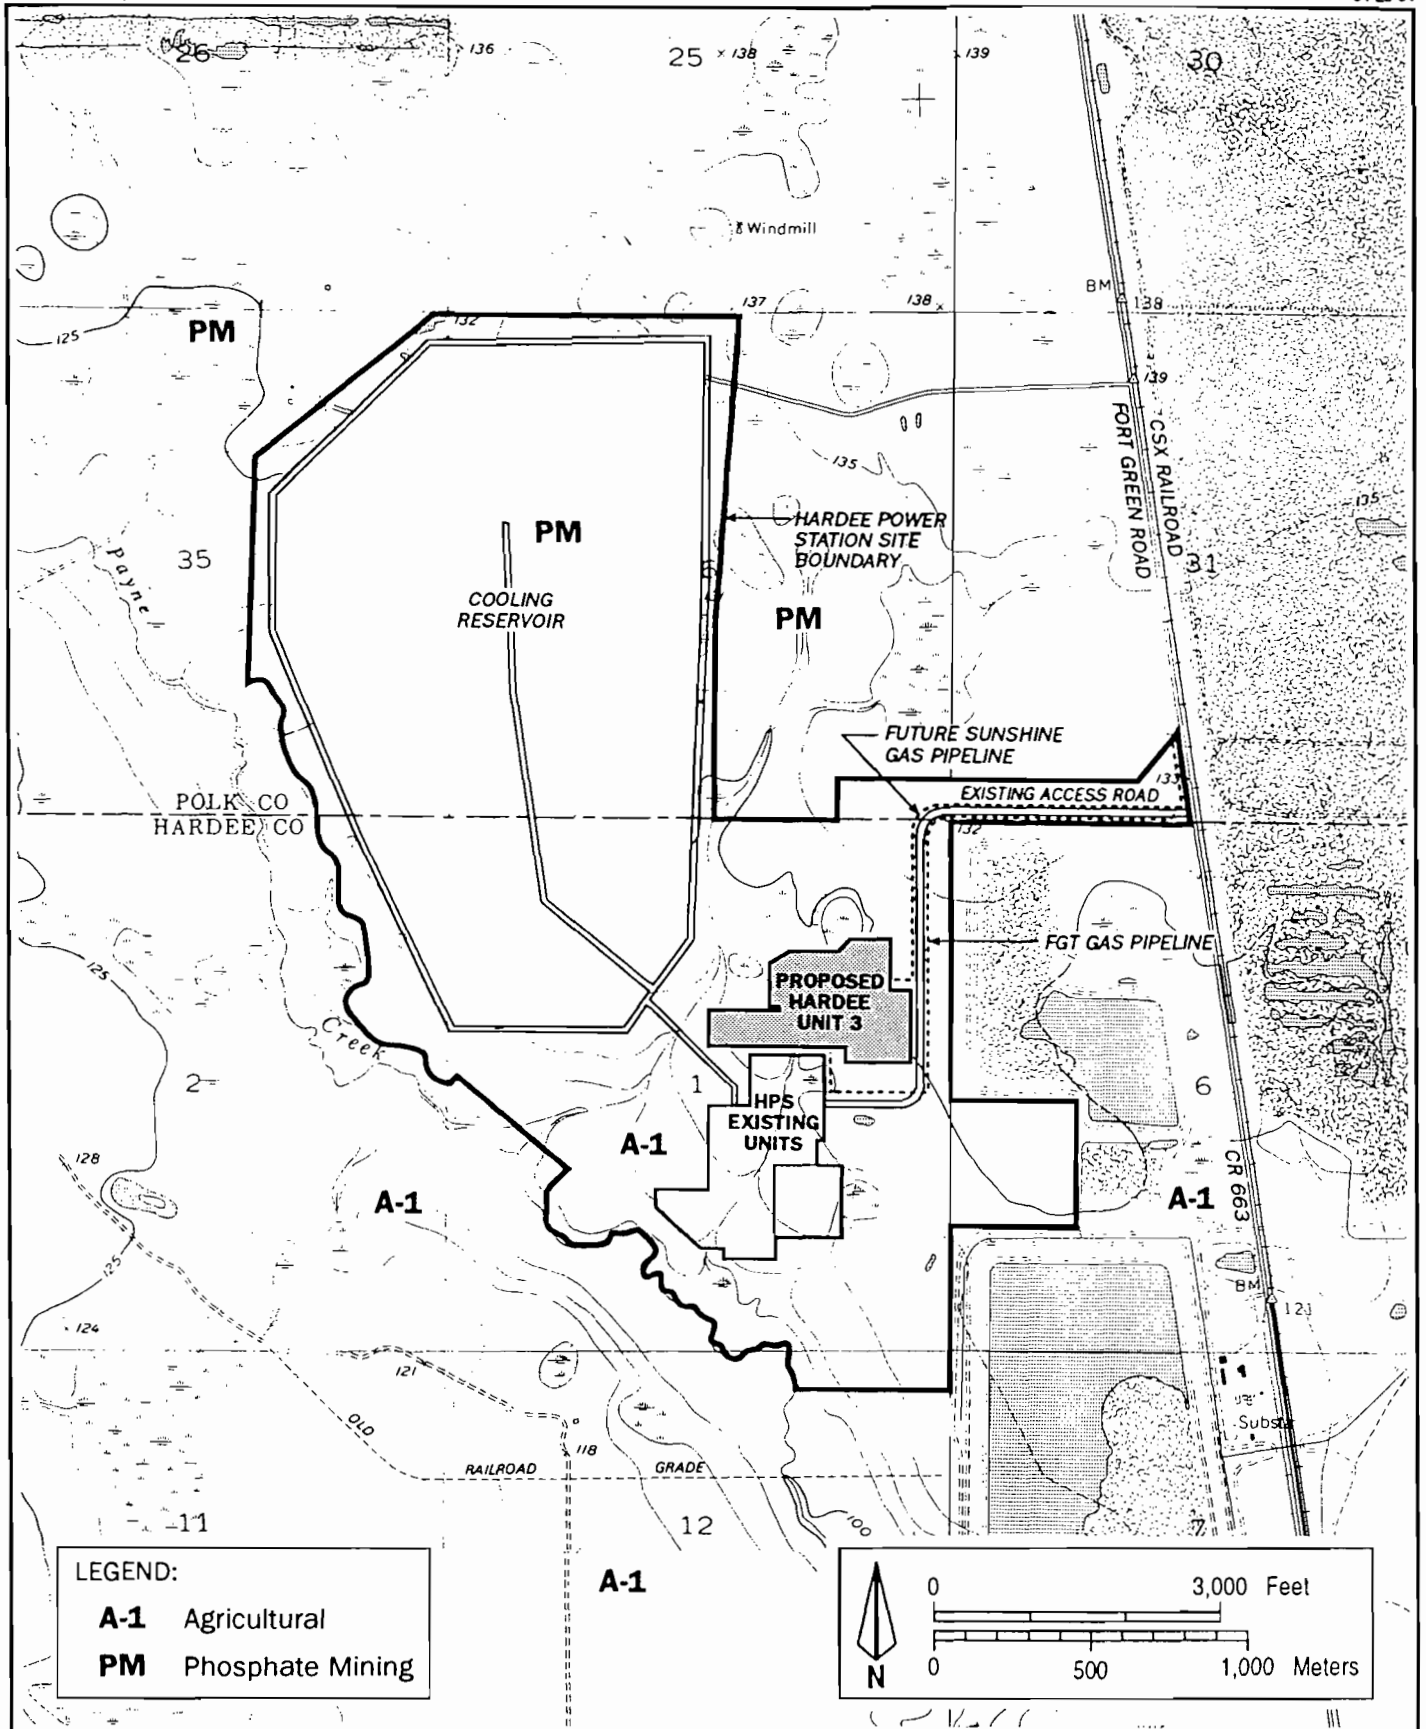 26
136
25
138
139
30
Windmill
BM
138
137
138
132
125
PM
139
CSX RAILROAD
FORT GREEN ROAD
135
135
HARDEE POWER
STATION SITE
BOUNDARY
PM
35
31
Payne
COOLING
RESERVOIR
PM
FUTURE SUNSHINE
GAS PIPELINE
133
EXISTING ACCESS ROAD
POLK CO
HARDEE CO
132
FGT GAS PIPELINE
125
PROPOSED
HARDEE
UNIT 3
Creek
2
1
6
HPS
EXISTING
UNITS
A-1
128
A-1
A-1
CR 663
125
BM
121
124
121
OLD
Substa
118
RAILROAD
GRADE
11
12
7
100
A-1
LEGEND:
A-1 Agricultural
PM Phosphate Mining
0 3,000 Feet
0 500 1,000 Meters
N